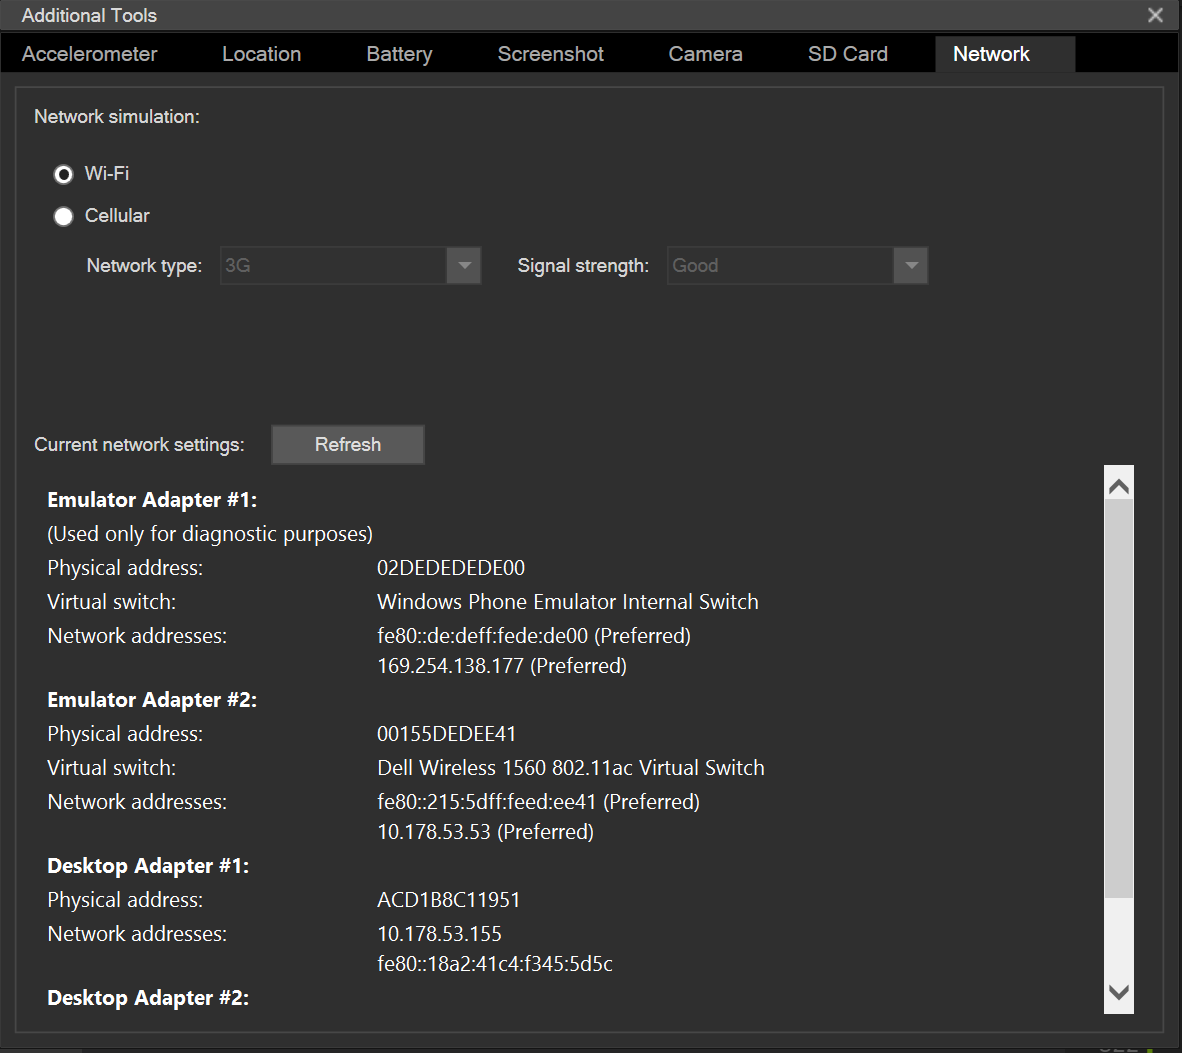 Additional Tools
Accelerometer Location Battery Screenshot Camera SD Card Network
Network simulation:
Wi-Fi
Cellular
Network type: 3G Signal strength: Good
Current network settings: Refresh
Emulator Adapter #1:
(Used only for diagnostic purposes)
Physical address: 02DEDEDEDE00
Virtual switch: Windows Phone Emulator Internal Switch
Network addresses: fe80::de:deff:fede:de00 (Preferred)
169.254.138.177 (Preferred)
Emulator Adapter #2:
Physical address: 00155DEDEE41
Virtual switch: Dell Wireless 1560 802.11ac Virtual Switch
Network addresses: fe80::215:5dff:feed:ee41 (Preferred)
10.178.53.53 (Preferred)
Desktop Adapter #1:
Physical address: ACD1B8C11951
Network addresses: 10.178.53.155
fe80::18a2:41c4:f345:5d5c
Desktop Adapter #2: